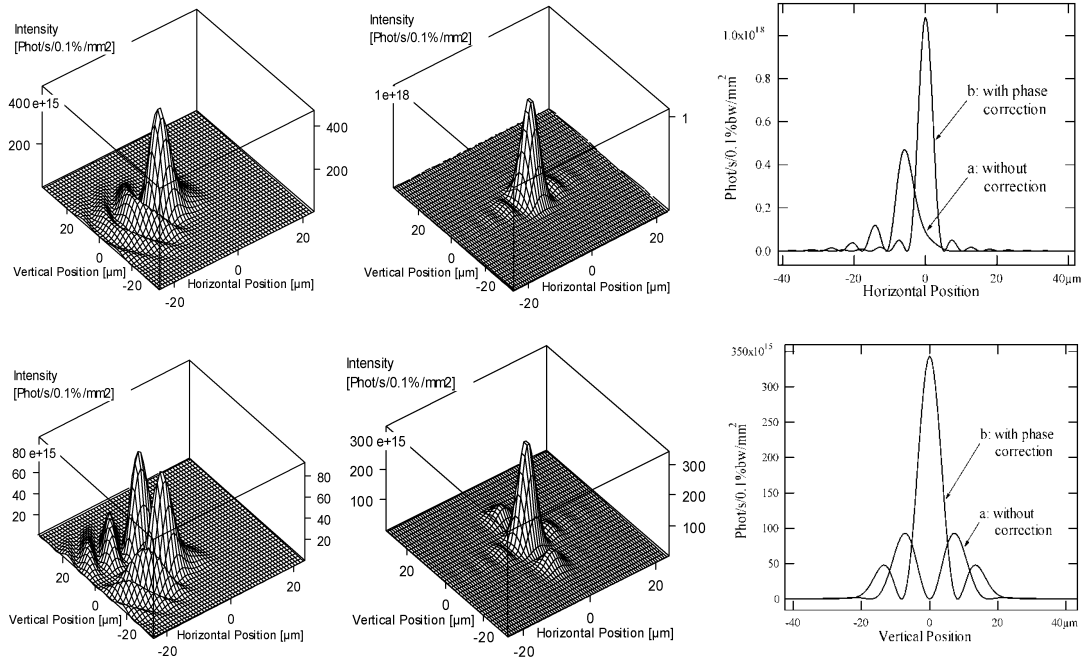 Intensity
[Phot/s/0.1%/mm2]
400 e+15
200
400
200
20
0
-20
Vertical Position [µm]
20
0
-20
Horizontal Position [µm]
Intensity
[Phot/s/0.1%/mm2]
1e+18
1
20
0
-20
Vertical Position [µm]
20
0
-20
Horizontal Position [µm]
1.0x10¹⁸
0.8
0.6
0.4
0.2
0.0
Phot/s/0.1%bw/mm²
b: with phase
correction
a: without
correction
-40
-20
0
20
40µm
Horizontal Position
Intensity
[Phot/s/0.1%/mm2]
80 e+15
60
40
20
80
60
40
20
20
0
-20
Vertical Position [µm]
20
0
-20
Horizontal Position [µm]
Intensity
[Phot/s/0.1%/mm2]
300 e+15
200
100
300
200
100
20
0
-20
Vertical Position [µm]
20
0
-20
Horizontal Position [µm]
350x10¹⁵
300
250
200
150
100
50
0
Phot/s/0.1%bw/mm²
b: with phase
correction
a: without
correction
-40
-20
0
20
40µm
Vertical Position